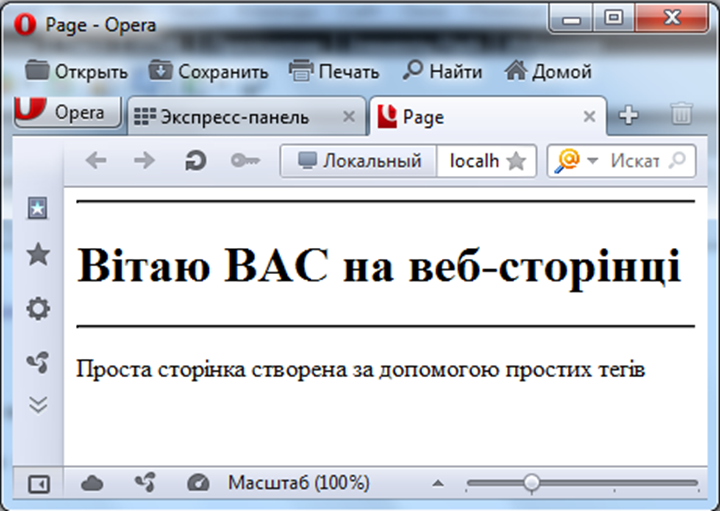 Page - Opera
Открыть Сохранить Печать Найти Домой
Opera Экспресс-панель Page
Локальный localh Искат
Вітаю ВАС на веб-сторінці
Проста сторінка створена за допомогою простих тегів
Масштаб (100%)